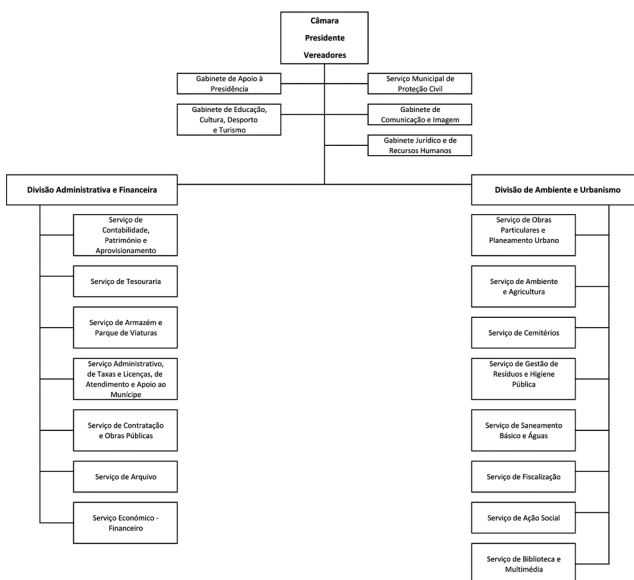 Câmara
Presidente
Vereadores
Gabinete de Apoio à
Presidência
Serviço Municipal de
Proteção Civil
Gabinete de Educação,
Cultura, Desporto
e Turismo
Gabinete de
Comunicação e Imagem
Gabinete Jurídico e de
Recursos Humanos
Divisão Administrativa e Financeira
Serviço de
Contabilidade,
Património e
Aprovisionamento
Serviço de Tesouraria
Serviço de Armazém e
Parque de Viaturas
Serviço Administrativo,
de Taxas e Licenças, de
Atendimento e Apoio ao
Munícipe
Serviço de Contratação
e Obras Públicas
Serviço de Arquivo
Serviço Económico -
Financeiro
Divisão de Ambiente e Urbanismo
Serviço de Obras
Particulares e
Planeamento Urbano
Serviço de Ambiente
e Agricultura
Serviço de Cemitérios
Serviço de Gestão de
Resíduos e Higiene
Pública
Serviço de Saneamento
Básico e Águas
Serviço de Fiscalização
Serviço de Ação Social
Serviço de Biblioteca e
Multimédia